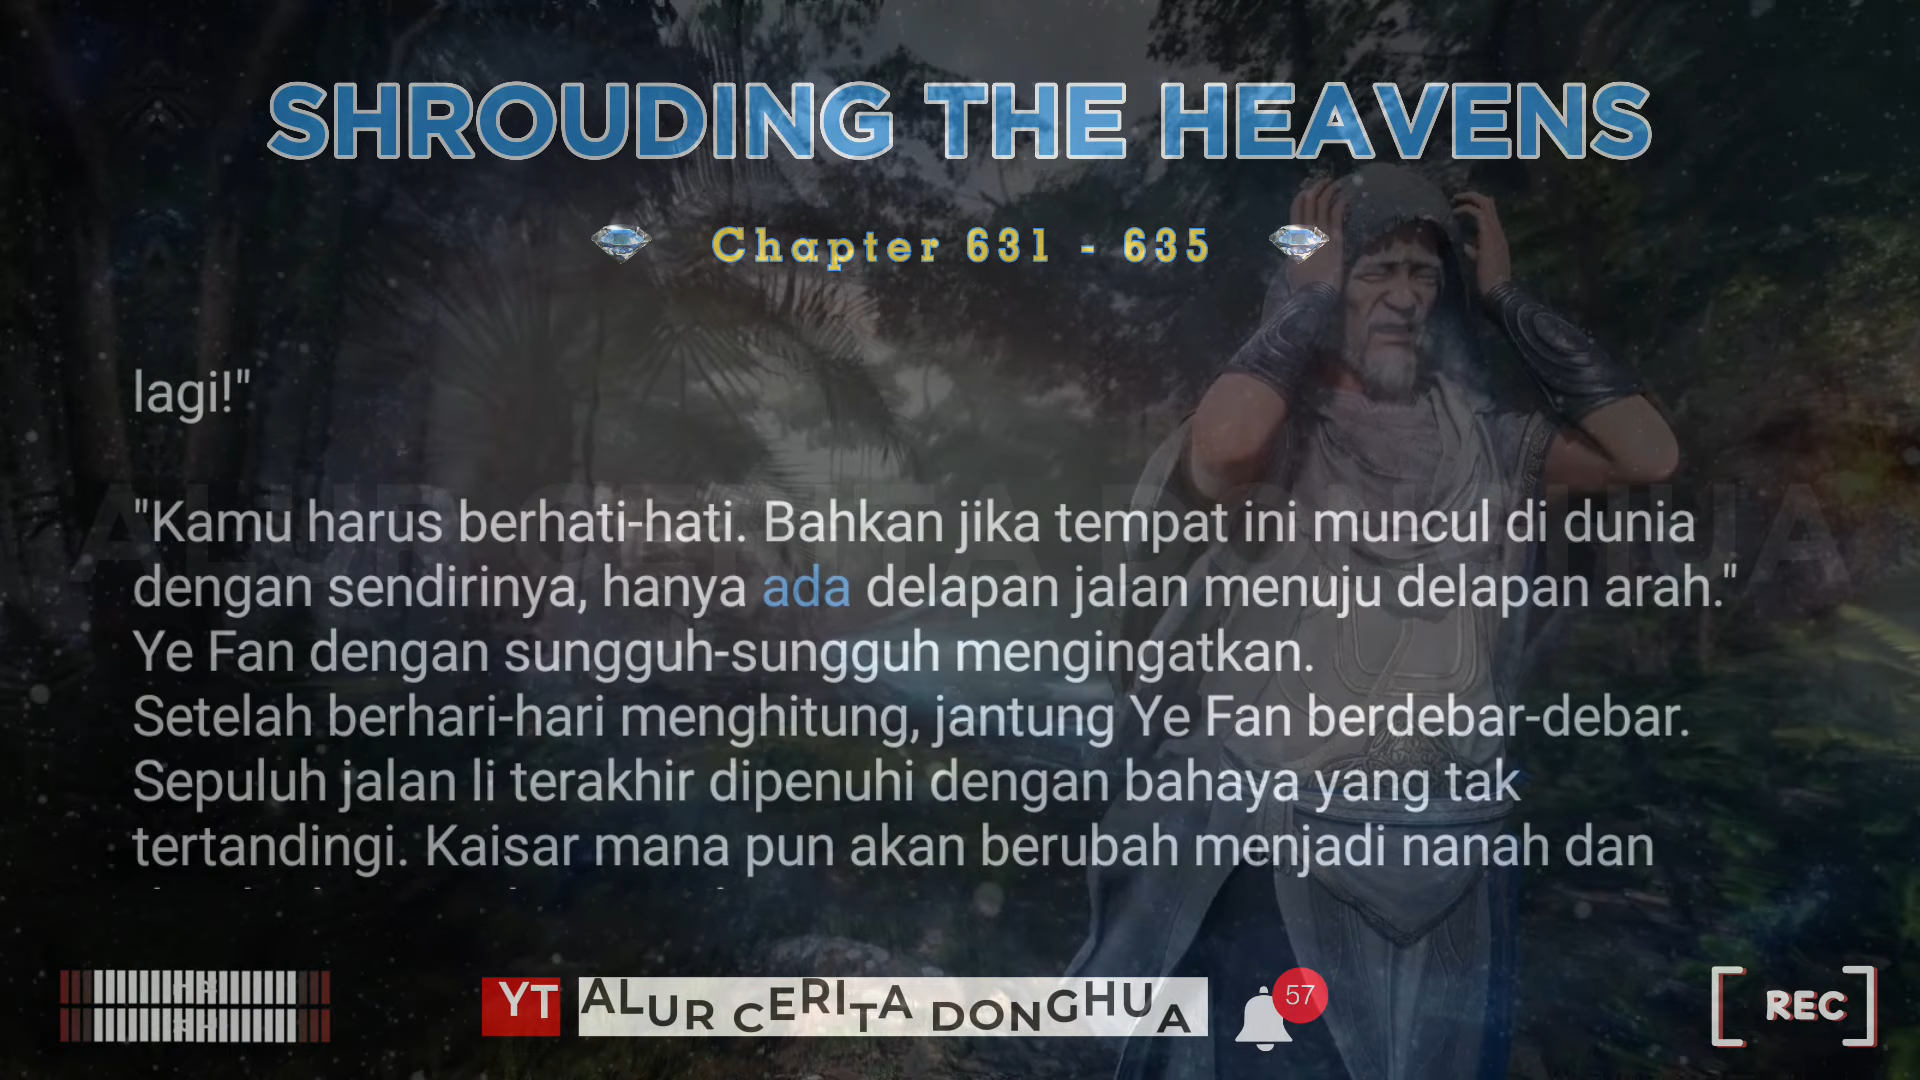 SHROUDING THE HEAVENS
Chapter 631 - 635
lagi!"
"Kamu harus berhati-hati. Bahkan jika tempat ini muncul di dunia
dengan sendirinya, hanya ada delapan jalan menuju delapan arah."
Ye Fan dengan sungguh-sungguh mengingatkan.
Setelah berhari-hari menghitung, jantung Ye Fan berdebar-debar.
Sepuluh jalan li terakhir dipenuhi dengan bahaya yang tak
tertandingi. Kaisar mana pun akan berubah menjadi nanah dan
ALUR CERITA DONGHUA
YT ALUR CERITA DONGHUA 57
REC